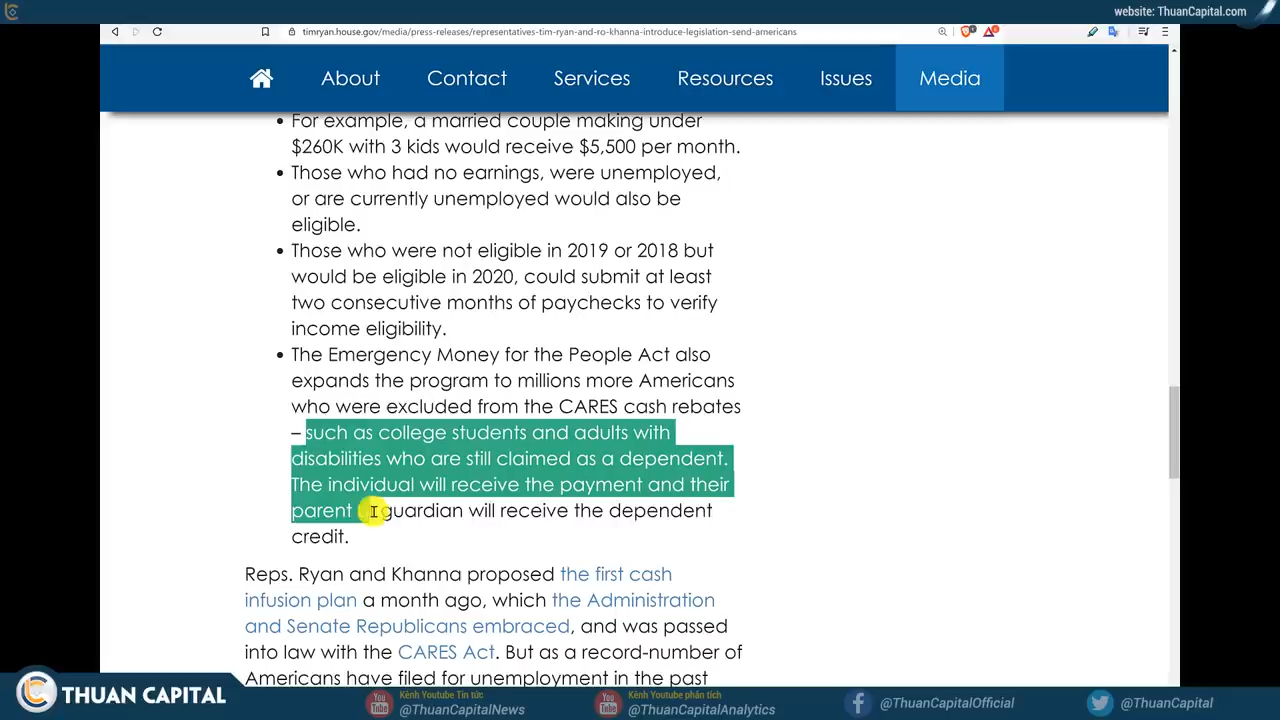 website: ThuanCapital.com
timryan.house.gov/media/press-releases/representatives-tim-ryan-and-ro-khanna-introduce-legislation-send-americans
About Contact Services Resources Issues Media
• For example, a married couple making under
$260K with 3 kids would receive $5,500 per month.
• Those who had no earnings, were unemployed,
or are currently unemployed would also be
eligible.
• Those who were not eligible in 2019 or 2018 but
would be eligible in 2020, could submit at least
two consecutive months of paychecks to verify
income eligibility.
• The Emergency Money for the People Act also
expands the program to millions more Americans
who were excluded from the CARES cash rebates
– such as college students and adults with
disabilities who are still claimed as a dependent.
The individual will receive the payment and their
parent guardian will receive the dependent
credit.
Reps. Ryan and Khanna proposed the first cash
infusion plan a month ago, which the Administration
and Senate Republicans embraced, and was passed
into law with the CARES Act. But as a record-number of
Americans have filed for unemployment in the past
THUAN CAPITAL
Kênh Youtube Tin tức
@ThuanCapitalNews
Kênh Youtube phân tích
@ThuanCapitalAnalytics
@ThuanCapitalOfficial
@ThuanCapital